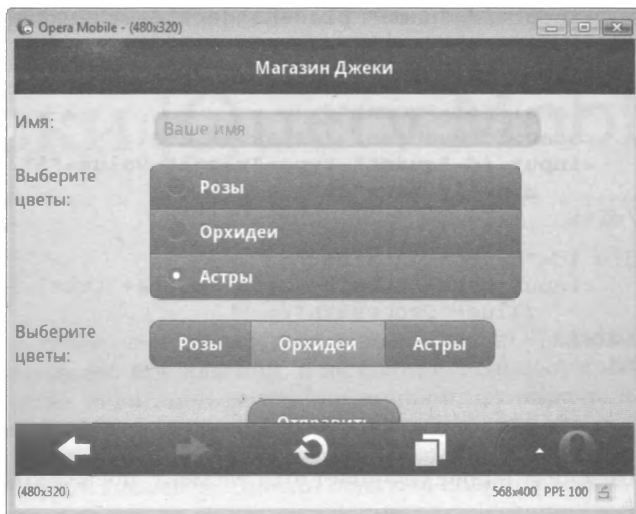 Opera Mobile - (480x320)
Магазин Джеки
Имя:
Ваше имя
Выберите
цветы:
Розы
Орхидеи
Астры
Выберите
цветы:
Розы Орхидеи Астры
Отправить
(480x320)
568x400 PPI: 100